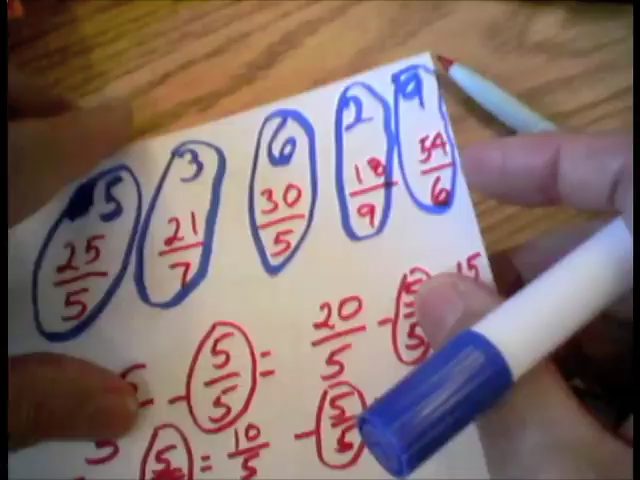 5 3 6 2 9
25/5 21/7 30/5 18/9 54/6
5/5 = 20/5 - 15
5 = 10/5 - 5/5